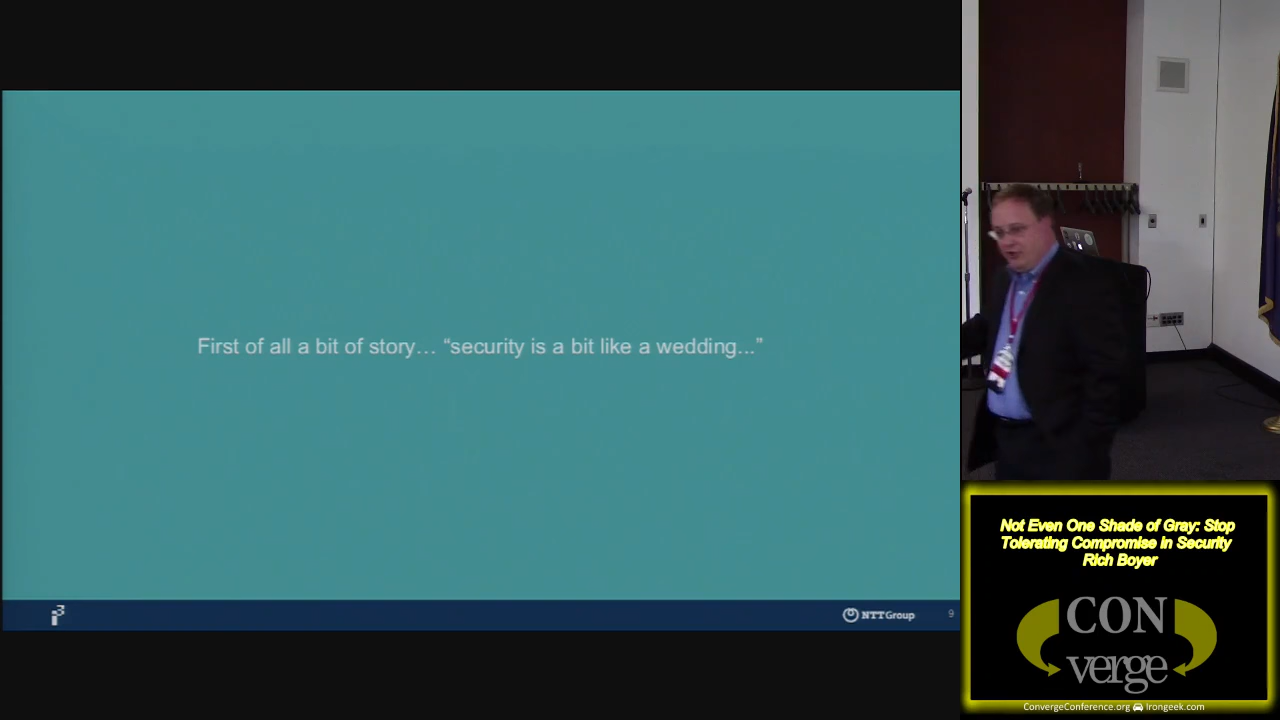 First of all a bit of story… “security is a bit like a wedding...”
i3
NTTGroup
9
Not Even One Shade of Gray: Stop
Tolerating Compromise in Security
Rich Boyer
CON
verge
ConvergeConference.org Irongeek.com